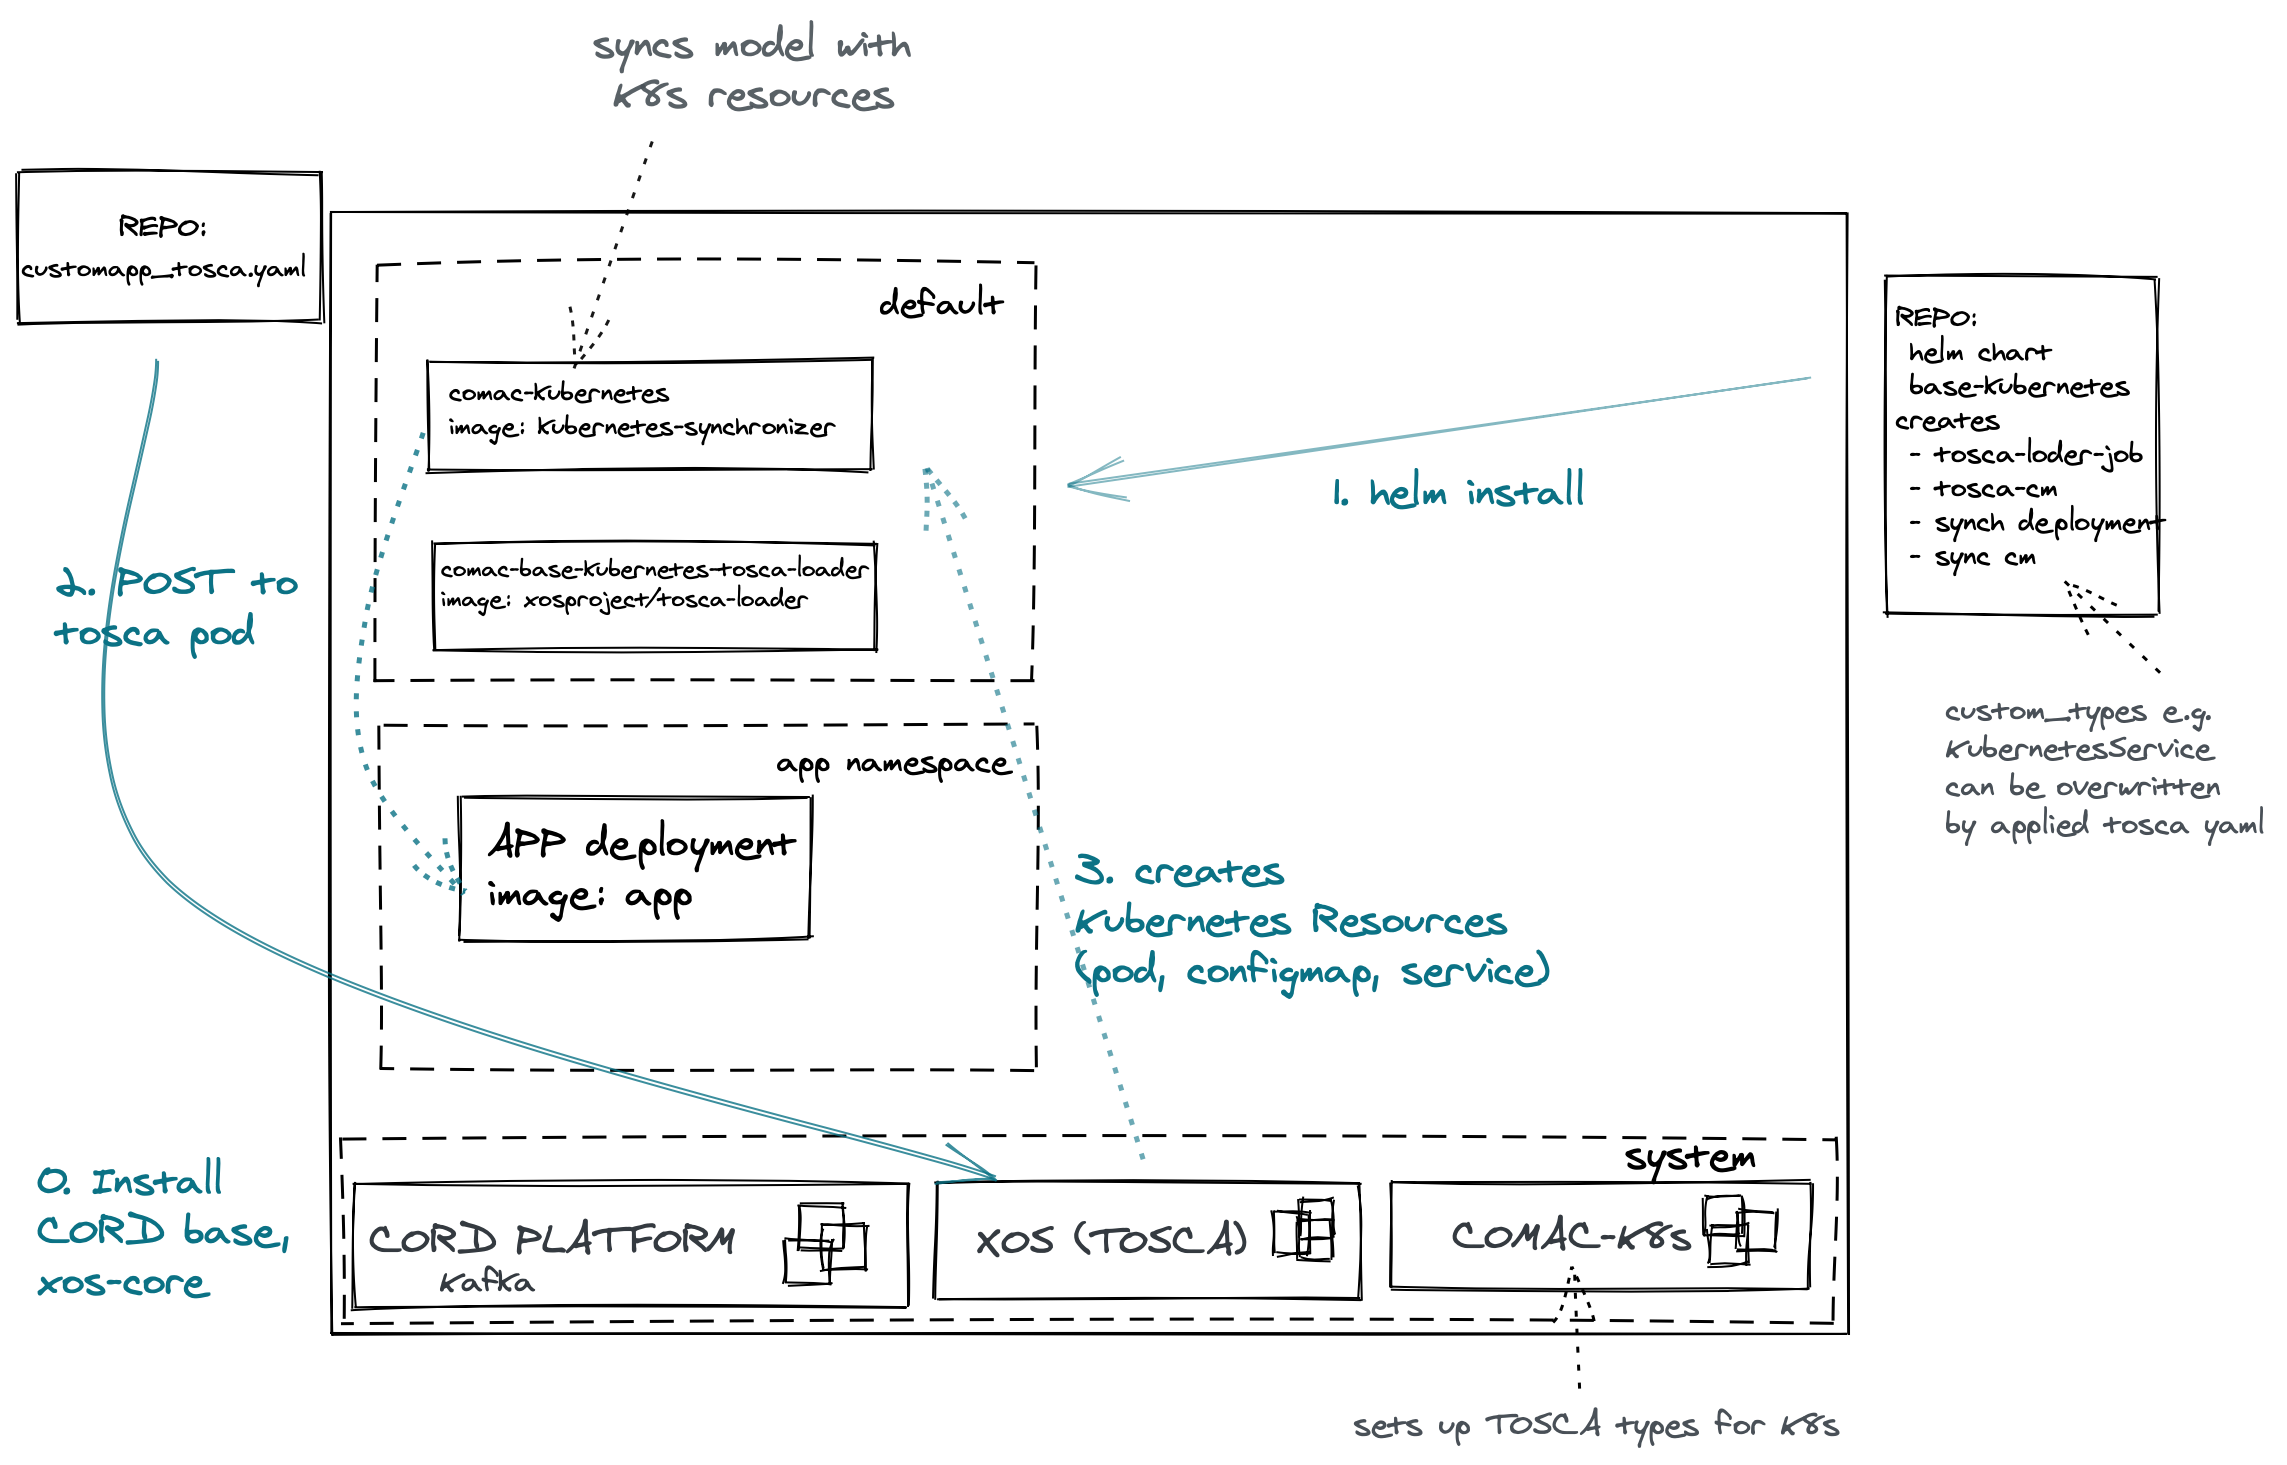 syncs model with
K8s resources
REPO:
customapp_tosca.yaml
default
comac-kubernetes
image: kubernetes-synchronizer
comac-base-kubernetes-tosca-loader
image: xosproject/tosca-loader
1. helm install
REPO:
helm chart
base-kubernetes
creates
- tosca-loder-job
- tosca-cm
- synch deployment
- sync cm
custom_types e.g.
KubernetesService
can be overwritten
by applied tosca yaml
2. POST to
tosca pod
app namespace
APP deployment
image: app
3. creates
Kubernetes Resources
(pod, configmap, service)
0. Install
CORD base,
xos-core
system
CORD PLATFORM
Kafka
XOS (TOSCA)
COMAC-K8s
sets up TOSCA types for K8s